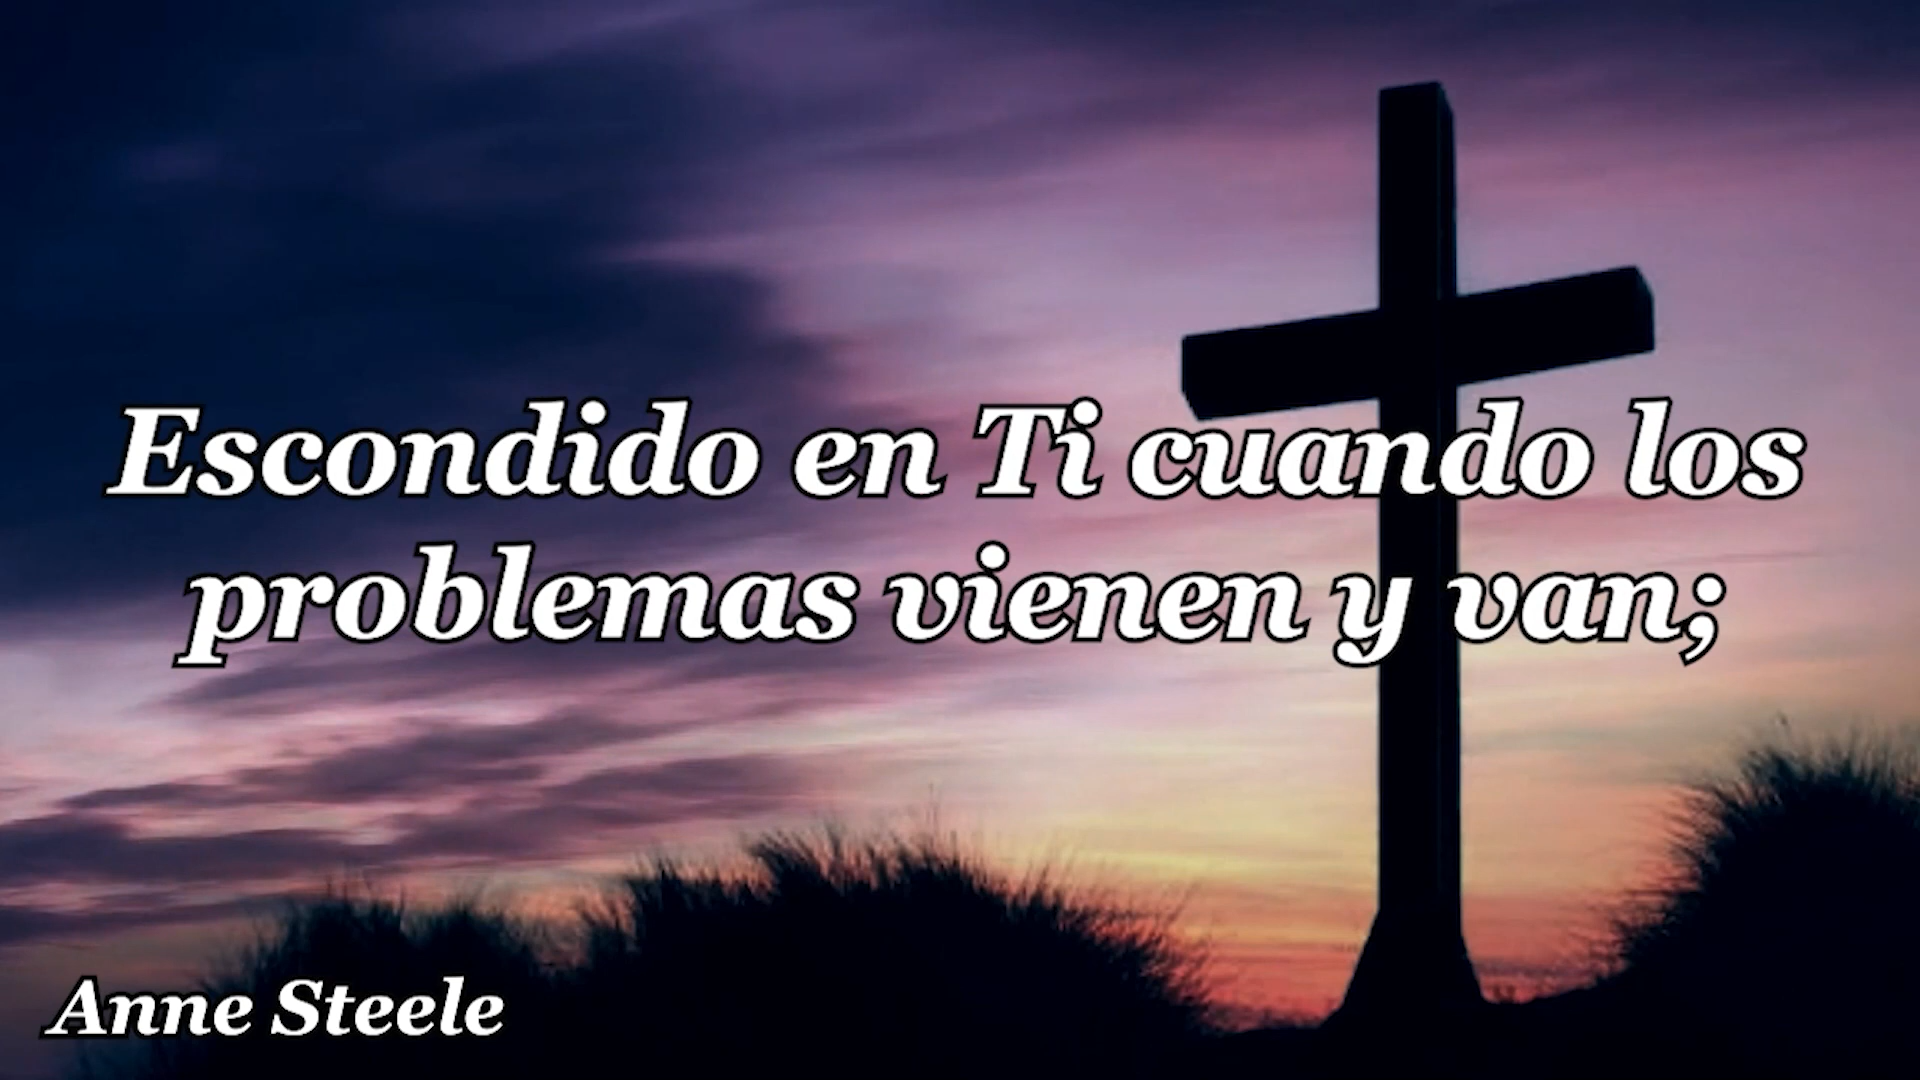 Escondido en Ti cuando los
problemas vienen y van;
Anne Steele